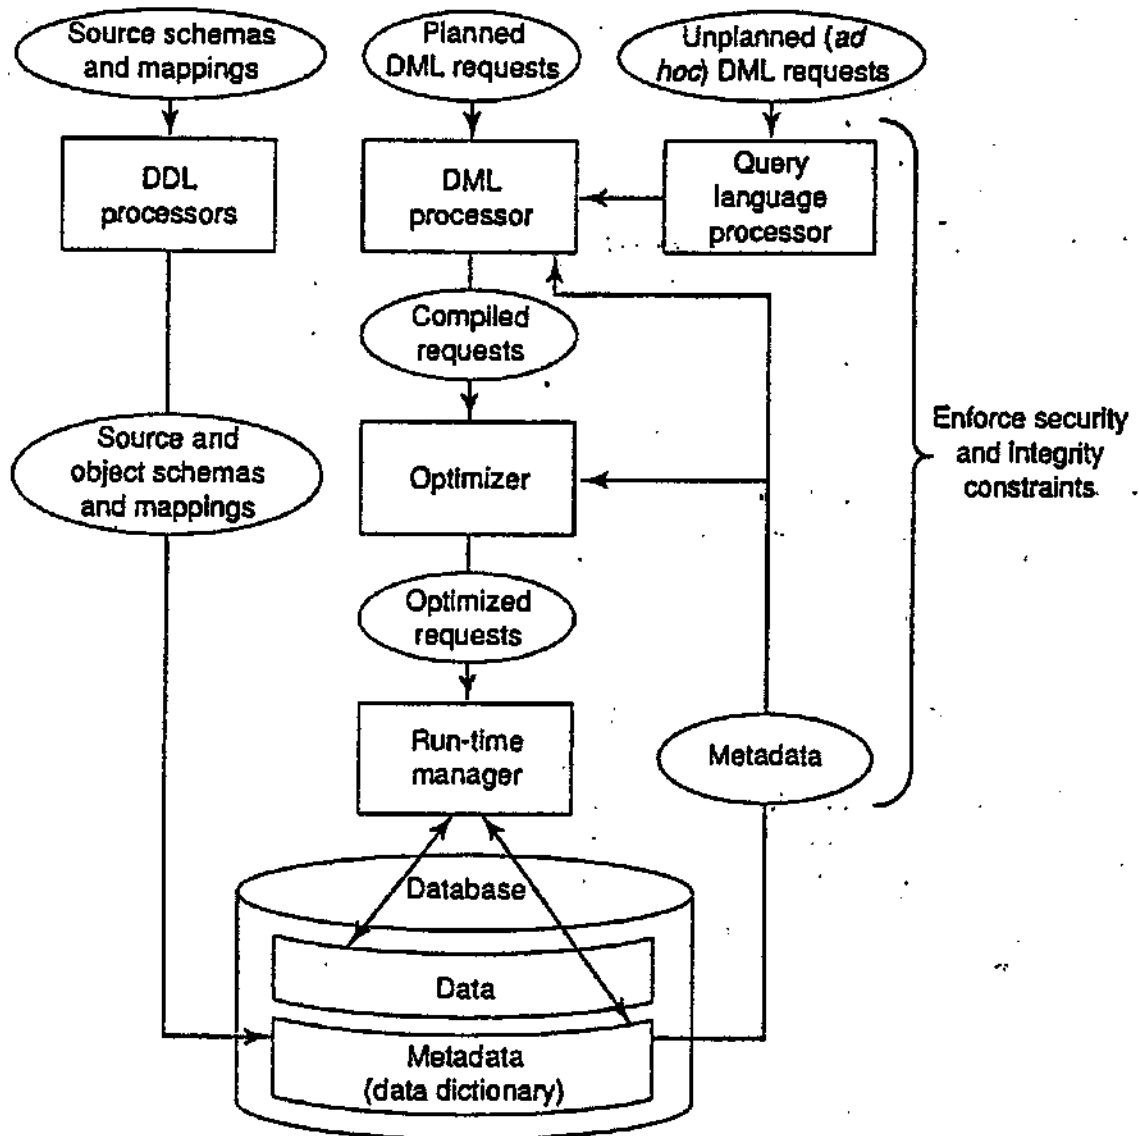 Source schemas
and mappings
Planned
DML requests
Unplanned (ad
hoc) DML requests
DDL
processors
DML
processor
Query
language
processor
Compiled
requests
Source and
object schemas
and mappings
Optimizer
Enforce security
and integrity
constraints
Optimized
requests
Run-time
manager
Metadata
Database
Data
Metadata
(data dictionary)